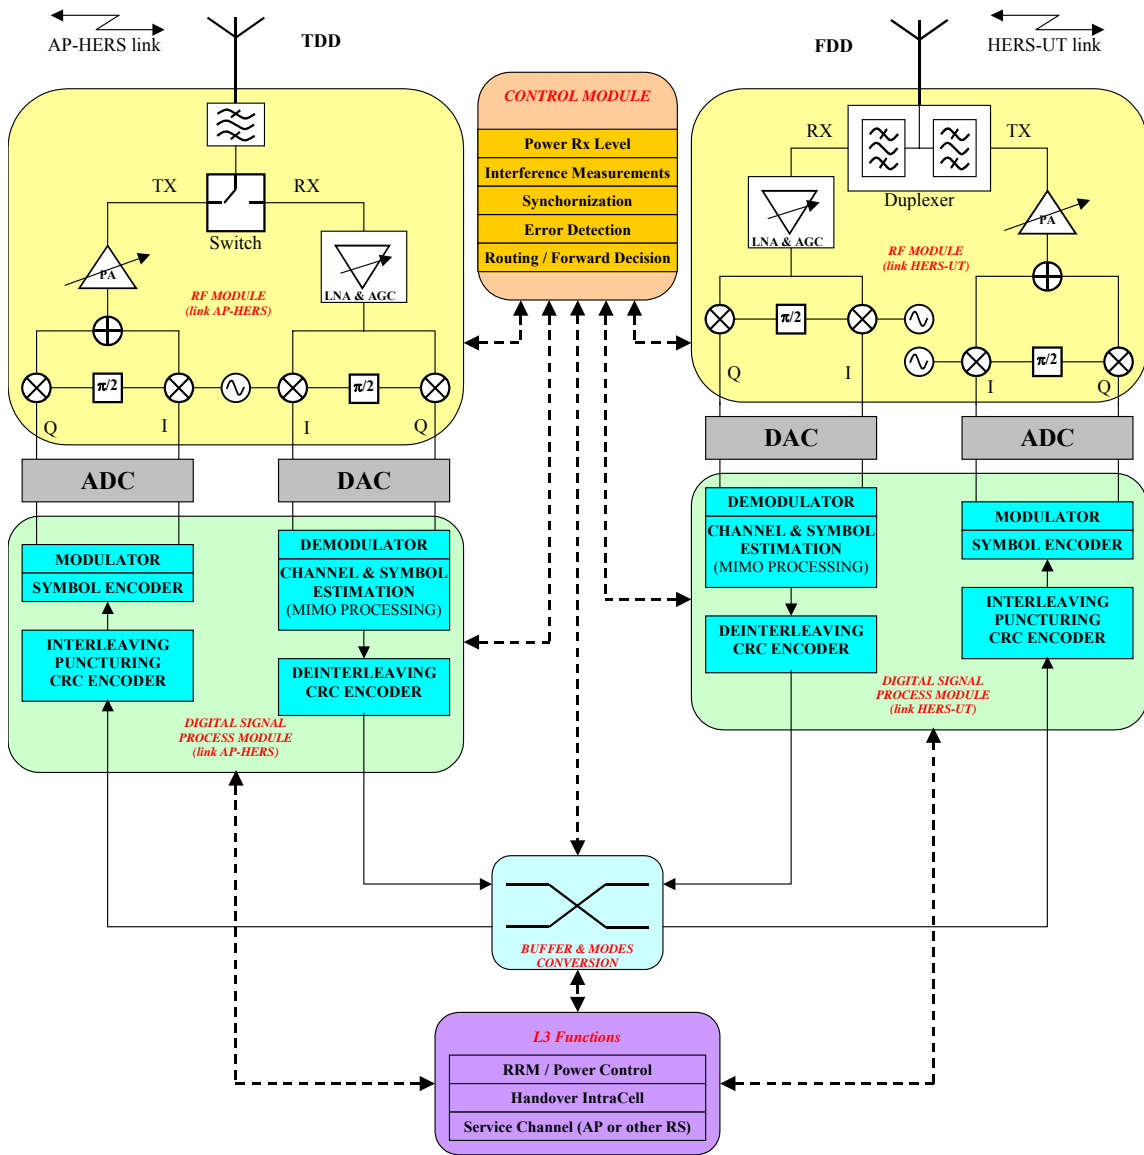 AP-HERS link
TDD
TX
RX
Switch
PA
LNA & AGC
RF MODULE
(link AP-HERS)
π/2
π/2
Q
I
I
Q
ADC
DAC
MODULATOR
SYMBOL ENCODER
INTERLEAVING
PUNCTURING
CRC ENCODER
DEMODULATOR
CHANNEL & SYMBOL
ESTIMATION
(MIMO PROCESSING)
DEINTERLEAVING
CRC ENCODER
DIGITAL SIGNAL
PROCESS MODULE
(link AP-HERS)
CONTROL MODULE
Power Rx Level
Interference Measurements
Synchornization
Error Detection
Routing / Forward Decision
FDD
HERS-UT link
RX
TX
Duplexer
LNA & AGC
PA
RF MODULE
(link HERS-UT)
π/2
π/2
Q
I
I
Q
DAC
ADC
DEMODULATOR
CHANNEL & SYMBOL
ESTIMATION
(MIMO PROCESSING)
DEINTERLEAVING
CRC ENCODER
MODULATOR
SYMBOL ENCODER
INTERLEAVING
PUNCTURING
CRC ENCODER
DIGITAL SIGNAL
PROCESS MODULE
(link HERS-UT)
BUFFER & MODES
CONVERSION
L3 Functions
RRM / Power Control
Handover IntraCell
Service Channel (AP or other RS)